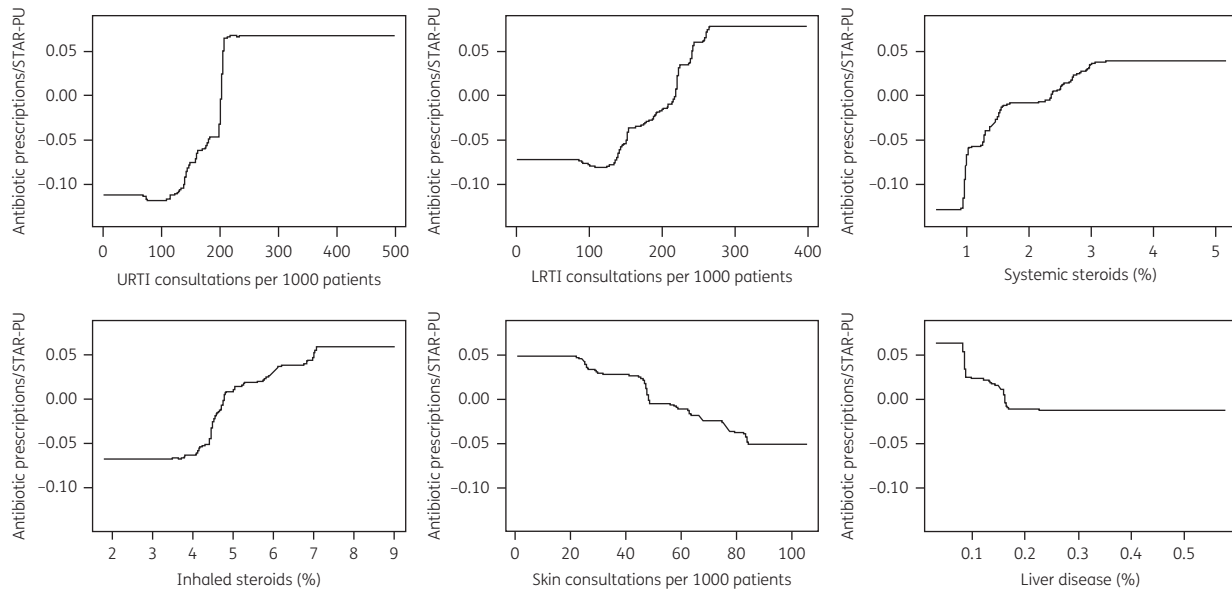 Antibiotic prescriptions/STAR-PU
0.05
0.00
–0.05
–0.10
0 100 200 300 400 500
URTI consultations per 1000 patients
Antibiotic prescriptions/STAR-PU
0.05
0.00
–0.05
–0.10
0 100 200 300 400
LRTI consultations per 1000 patients
Antibiotic prescriptions/STAR-PU
0.05
0.00
–0.05
–0.10
1 2 3 4 5
Systemic steroids (%)
Antibiotic prescriptions/STAR-PU
0.05
0.00
–0.05
–0.10
2 3 4 5 6 7 8 9
Inhaled steroids (%)
Antibiotic prescriptions/STAR-PU
0.05
0.00
–0.05
–0.10
0 20 40 60 80 100
Skin consultations per 1000 patients
Antibiotic prescriptions/STAR-PU
0.05
0.00
–0.05
–0.10
0.1 0.2 0.3 0.4 0.5
Liver disease (%)